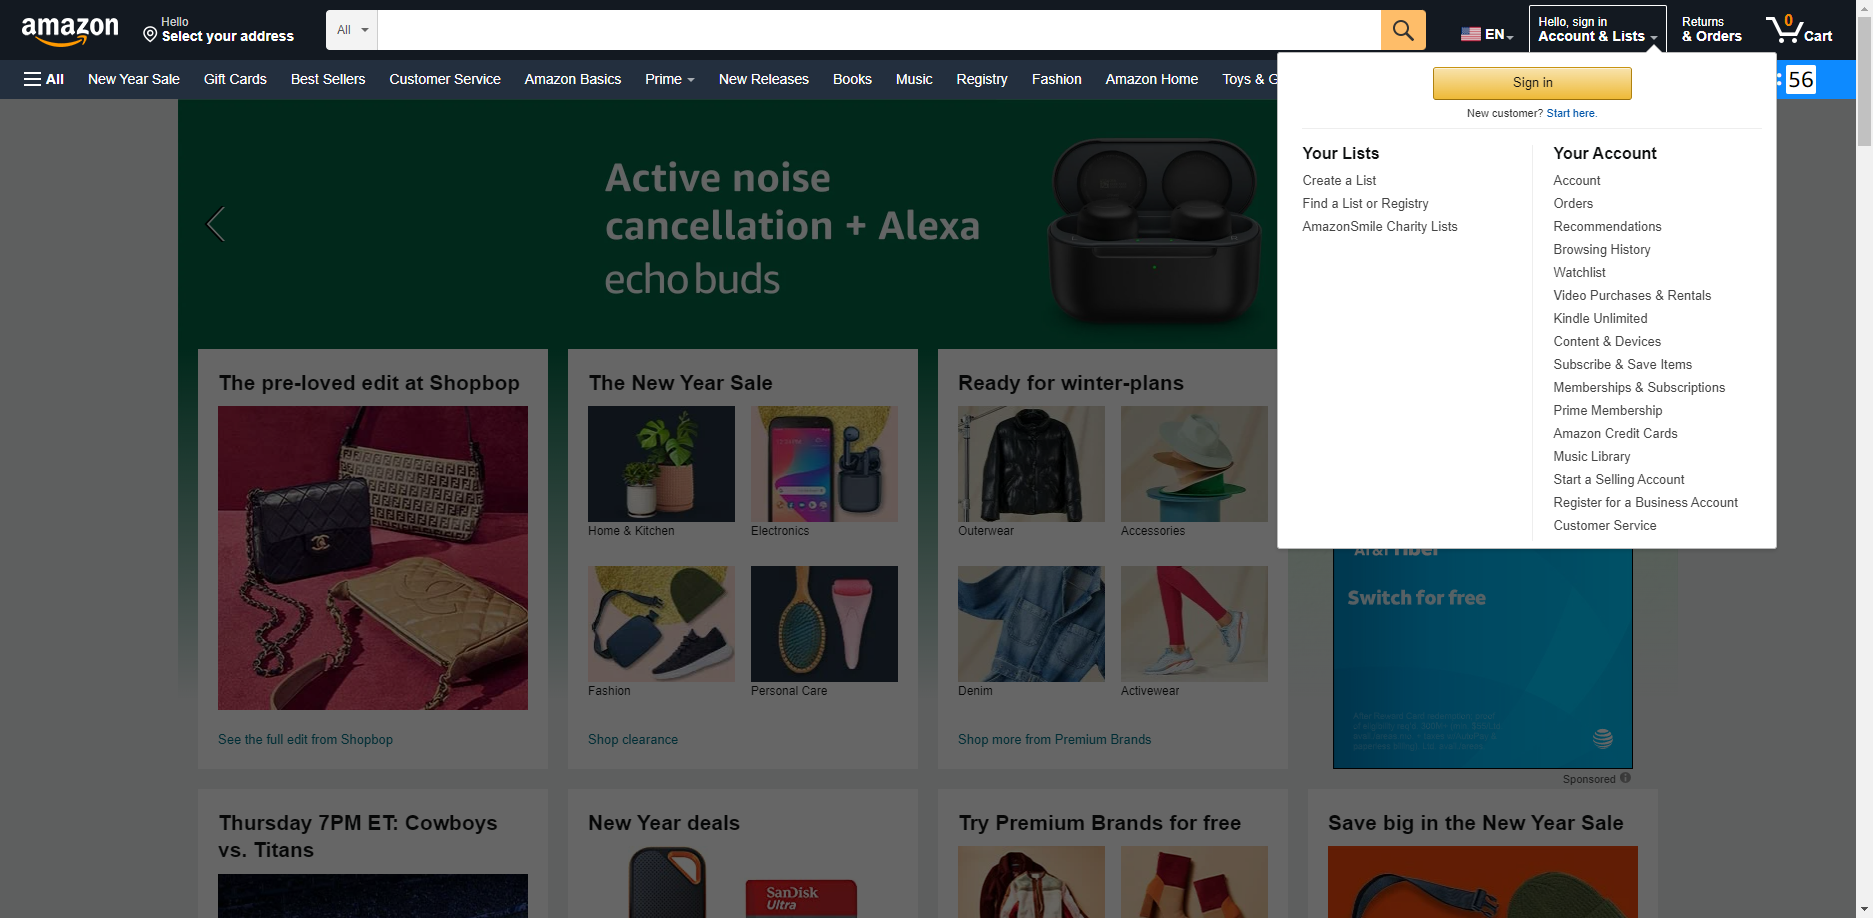 amazon
Hello
Select your address
All
EN
Hello, sign in
Account & Lists
Returns
& Orders
0
Cart
All
New Year Sale
Gift Cards
Best Sellers
Customer Service
Amazon Basics
Prime
New Releases
Books
Music
Registry
Fashion
Amazon Home
Toys & G
: 56
Sign in
New customer? Start here.
Your Lists
Create a List
Find a List or Registry
AmazonSmile Charity Lists
Your Account
Account
Orders
Recommendations
Browsing History
Watchlist
Video Purchases & Rentals
Kindle Unlimited
Content & Devices
Subscribe & Save Items
Memberships & Subscriptions
Prime Membership
Amazon Credit Cards
Music Library
Start a Selling Account
Register for a Business Account
Customer Service
Active noise
cancellation + Alexa
echo buds
The pre-loved edit at Shopbop
See the full edit from Shopbop
The New Year Sale
Home & Kitchen
Electronics
Fashion
Personal Care
Shop clearance
Ready for winter-plans
Outerwear
Accessories
Denim
Activewear
Shop more from Premium Brands
AT&T Fiber
Switch for free
Sponsored
Thursday 7PM ET: Cowboys
vs. Titans
New Year deals
SanDisk
Ultra
Try Premium Brands for free
Save big in the New Year Sale